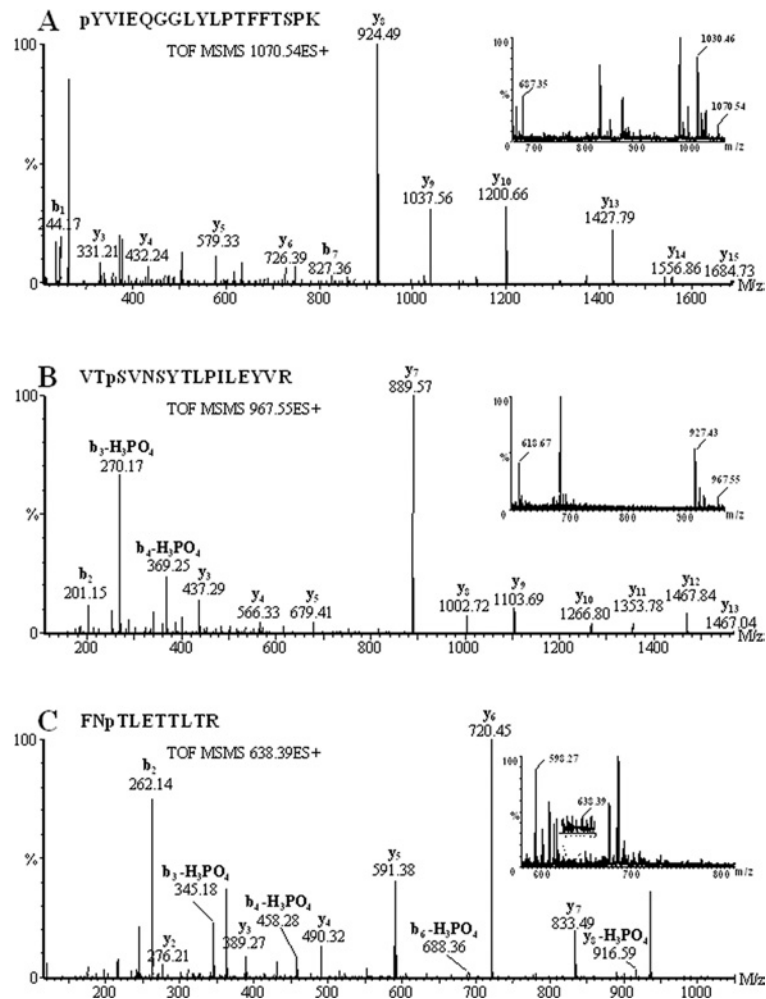 A pYVIEQGGLYLPTFFTSPK
TOF MSMS 1070.54ES+
100
%
0
b1
244.17
y3
331.21
y4
432.24
y5
579.33
y6
726.39
b7
827.36
y8
924.49
y9
1037.56
y10
1200.66
y13
1427.79
y14
1556.86
y15
1684.73
400 600 800 1000 1200 1400 1600 M/z
100
%
0
687.35
1030.46
1070.54
700 800 900 1000 m/z
B VTpSVNSYTLPILEYVR
TOF MSMS 967.55ES+
100
%
0
b2
201.15
b3-H3PO4
270.17
b4-H3PO4
369.25
y3
437.29
y4
566.33
y5
679.41
y7
889.57
y8
1002.72
y9
1103.69
y10
1266.80
y11
1353.78
y12
1467.84
y13
1467.04
200 400 600 800 1000 1200 1400 M/z
100
%
0
618.67
927.43
967.55
700 800 900 m/z
C FNpTLETTLTR
TOF MSMS 638.39ES+
100
%
0
b2
262.14
y2
276.21
b3-H3PO4
345.18
y3
389.27
b4-H3PO4
458.28
y4
490.32
y5
591.38
b6-H3PO4
688.36
y6
720.45
y7
833.49
y8-H3PO4
916.59
200 300 400 500 600 700 800 900 M/z
100
%
0
598.27
638.39
600 700 800 m/z